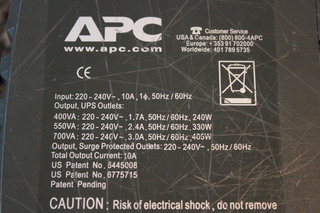 APC
www.apc.com
Customer Service
USA & Canada: (800) 800-4APC
Europe: +353 91 702000
Worldwide: 401 789 5735
CE
Input: 220 - 240V~, 10A, 1ϕ, 50Hz / 60Hz
Output, UPS Outlets:
400VA: 220 - 240V~, 1.7A, 50Hz / 60Hz, 240W
550VA: 220 - 240V~, 2.4A, 50Hz / 60Hz, 330W
700VA: 220 - 240V~, 3.0A, 50Hz / 60Hz, 405W
Output, Surge Protected Outlets: 220 - 240V~, 50Hz / 60Hz
Total Output Current: 10A
US Patent No. 6445008
US Patent No. 6775715
Patent Pending
CAUTION: Risk of electrical shock, do not remove